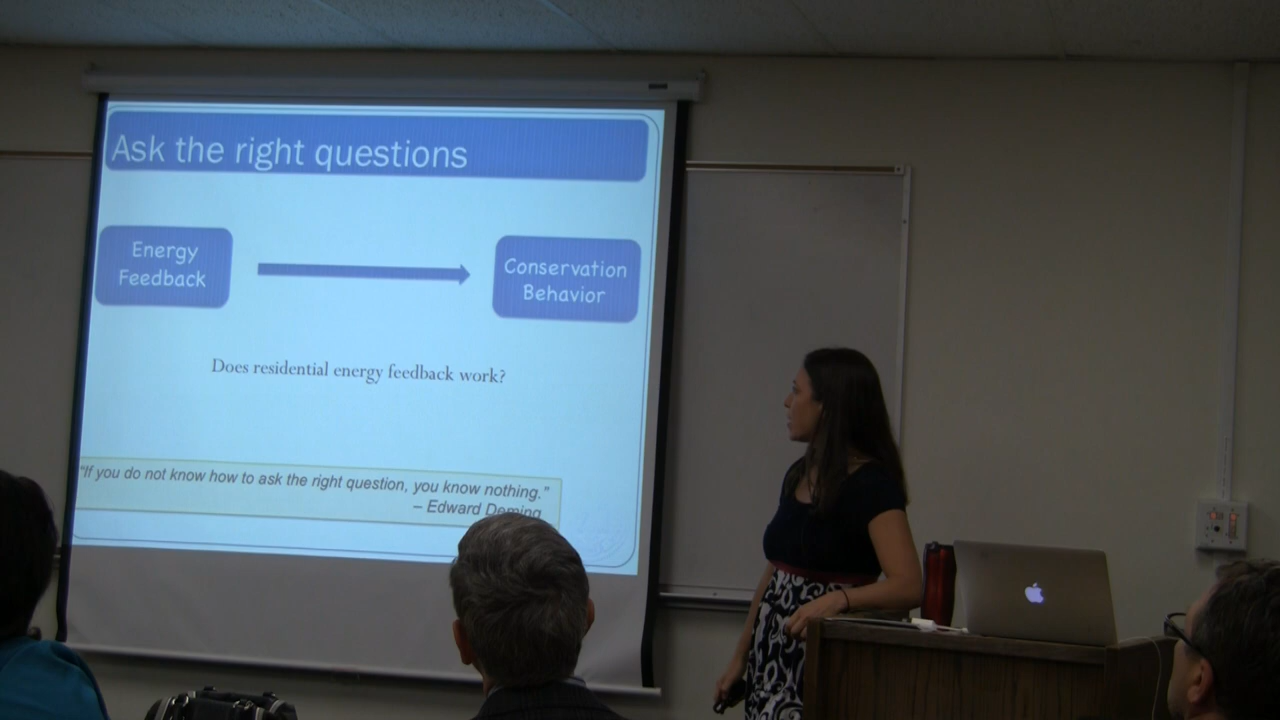 Ask the right questions
Energy
Feedback
Conservation
Behavior
Does residential energy feedback work?
"If you do not know how to ask the right question, you know nothing."
– Edward Deming